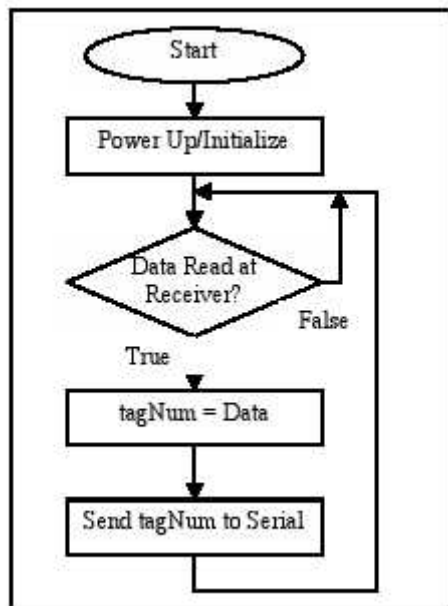 Start
Power Up/Initialize
Data Read at
Receiver?
False
True
tagNum = Data
Send tagNum to Serial